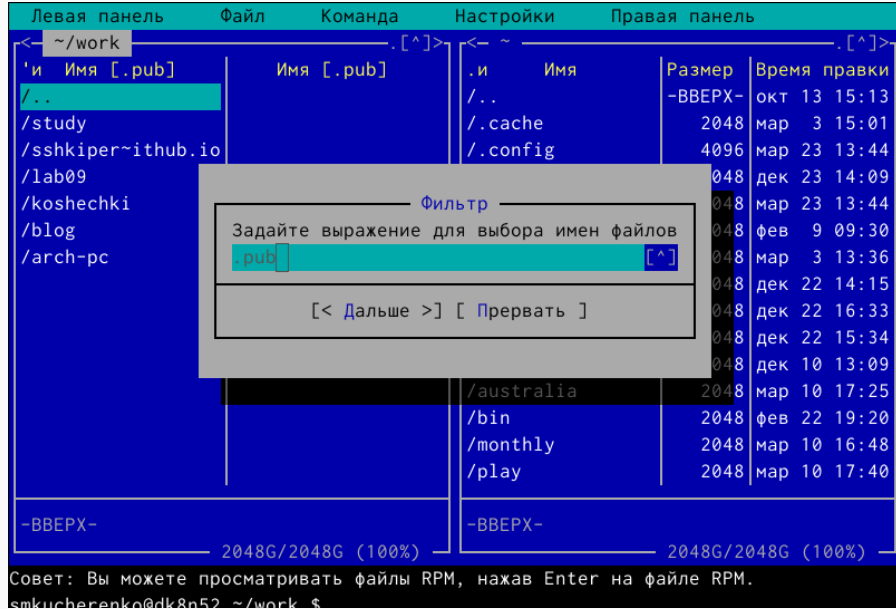 Левая панель Файл Команда Настройки Правая панель
<─ ~/work .[^]>┐ <─ ~ .[^]>┐
'и Имя [.pub] Имя [.pub] .и Имя Размер Время правки
/.. /.. -ВВЕРХ- окт 13 15:13
/study /.cache 2048 мар 3 15:01
/sshkiper~ithub.io /.config 4096 мар 23 13:44
/lab09 048 дек 23 14:09
/koshechki Фильтр 048 мар 23 13:44
/blog Задайте выражение для выбора имен файлов 048 фев 9 09:30
/arch-pc .pub [^] 048 мар 3 13:36
048 дек 22 14:15
[< Дальше >] [ Прервать ] 048 дек 22 16:33
048 дек 22 15:34
048 дек 10 13:09
/australia 2048 мар 10 17:25
/bin 2048 фев 22 19:20
/monthly 2048 мар 10 16:48
/play 2048 мар 10 17:40
-ВВЕРХ- -ВВЕРХ-
2048G/2048G (100%) 2048G/2048G (100%)
Совет: Вы можете просматривать файлы RPM, нажав Enter на файле RPM.
smkucherenko@dk8n52 ~/work $